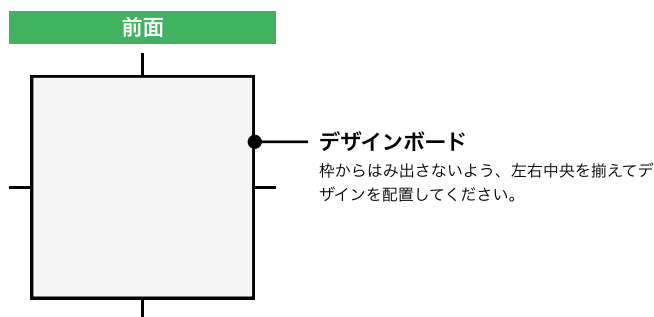 前面
デザインボード
枠からはみ出さないよう、左右中央を揃えてデ
ザインを配置してください。